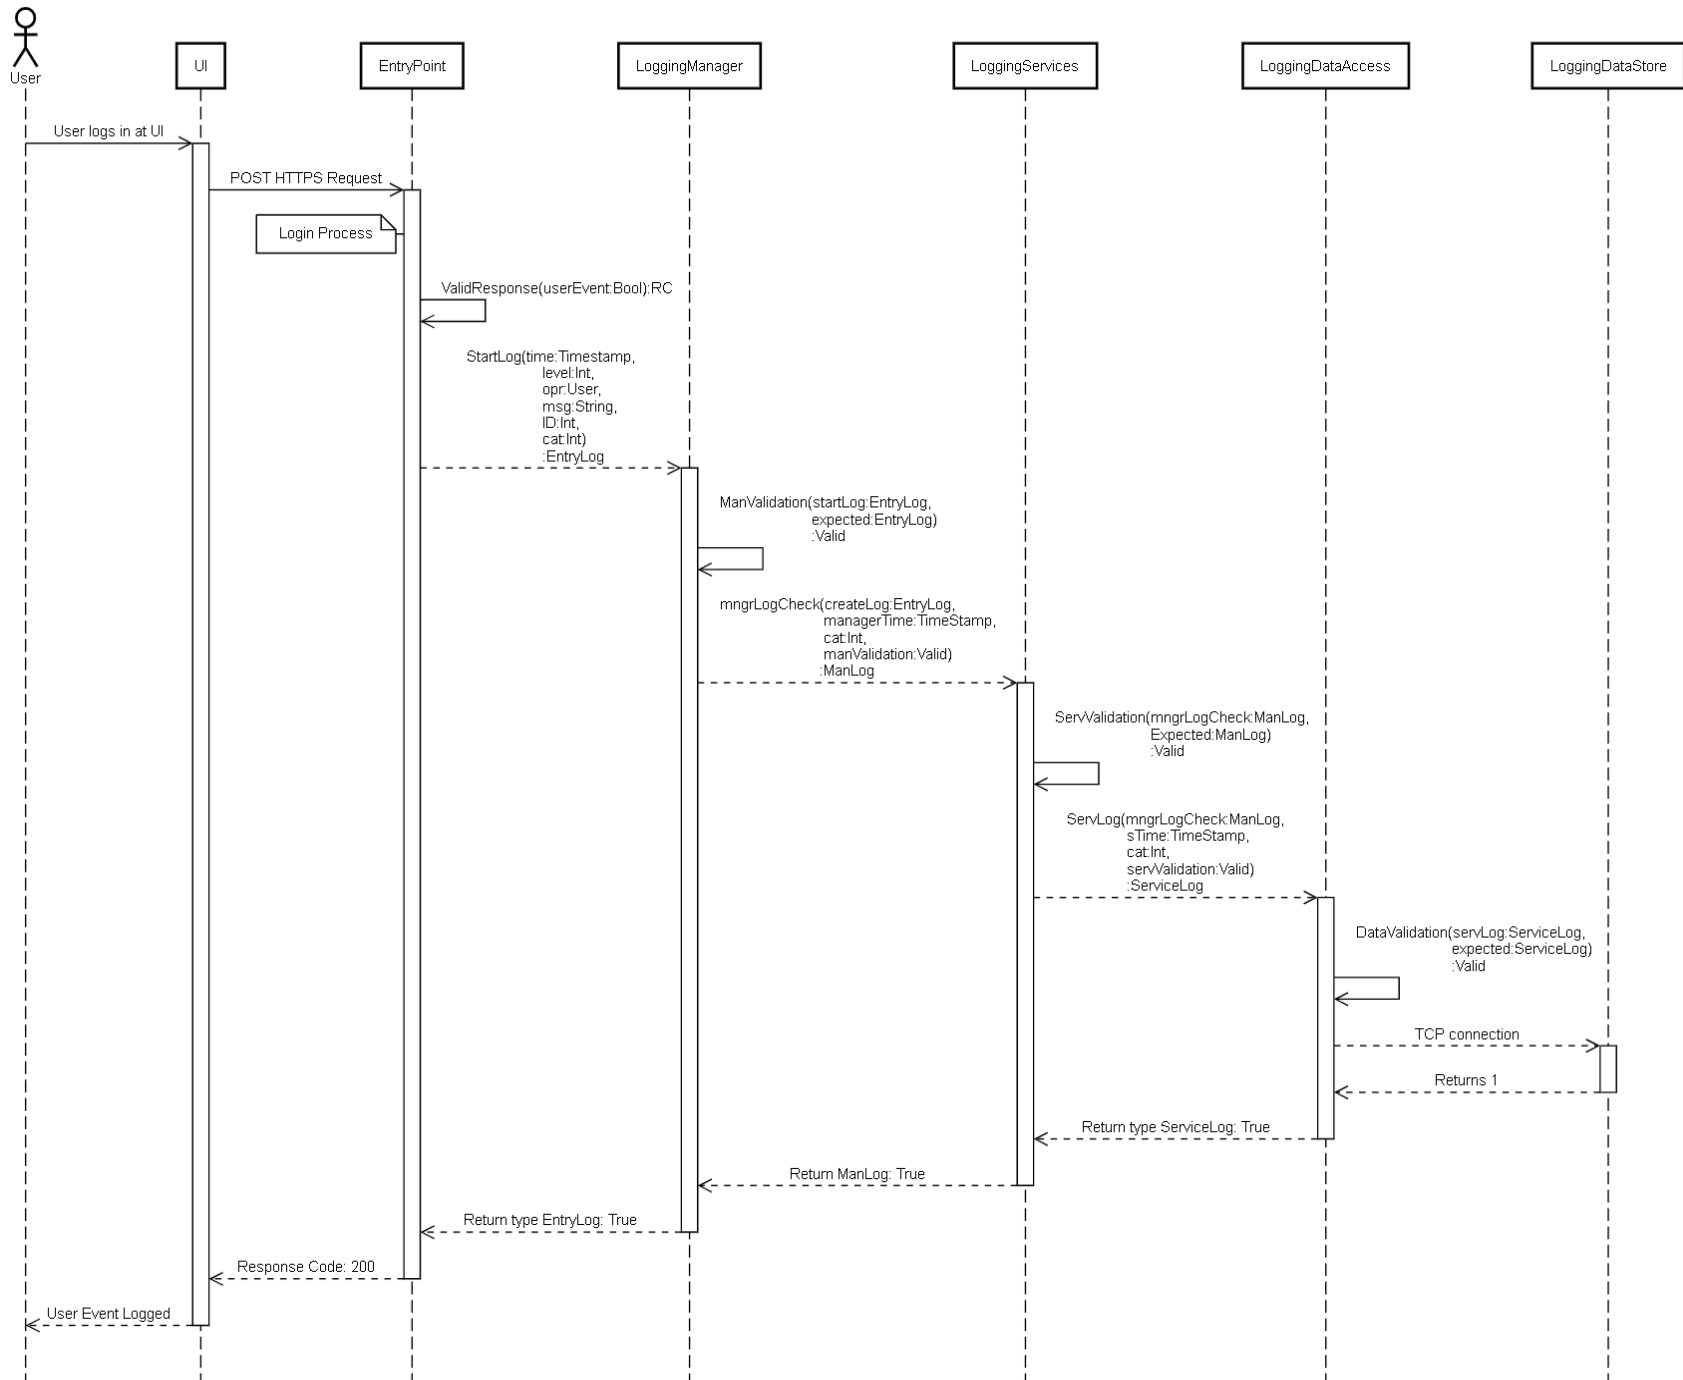 User
UI
EntryPoint
LoggingManager
LoggingServices
LoggingDataAccess
LoggingDataStore
User logs in at UI
POST HTTPS Request
Login Process
ValidResponse(userEvent:Bool):RC
StartLog(time:Timestamp,
level:Int,
opr:User,
msg:String,
ID:Int,
cat:Int)
:EntryLog
ManValidation(startLog:EntryLog,
expected:EntryLog)
:Valid
mngrLogCheck(createLog:EntryLog,
managerTime:TimeStamp,
cat:Int,
manValidation:Valid)
:ManLog
ServValidation(mngrLogCheck:ManLog,
Expected:ManLog)
:Valid
ServLog(mngrLogCheck:ManLog,
sTime:TimeStamp,
cat:Int,
servValidation:Valid)
:ServiceLog
DataValidation(servLog:ServiceLog,
expected:ServiceLog)
:Valid
TCP connection
Returns 1
Return type ServiceLog: True
Return ManLog: True
Return type EntryLog: True
Response Code: 200
User Event Logged